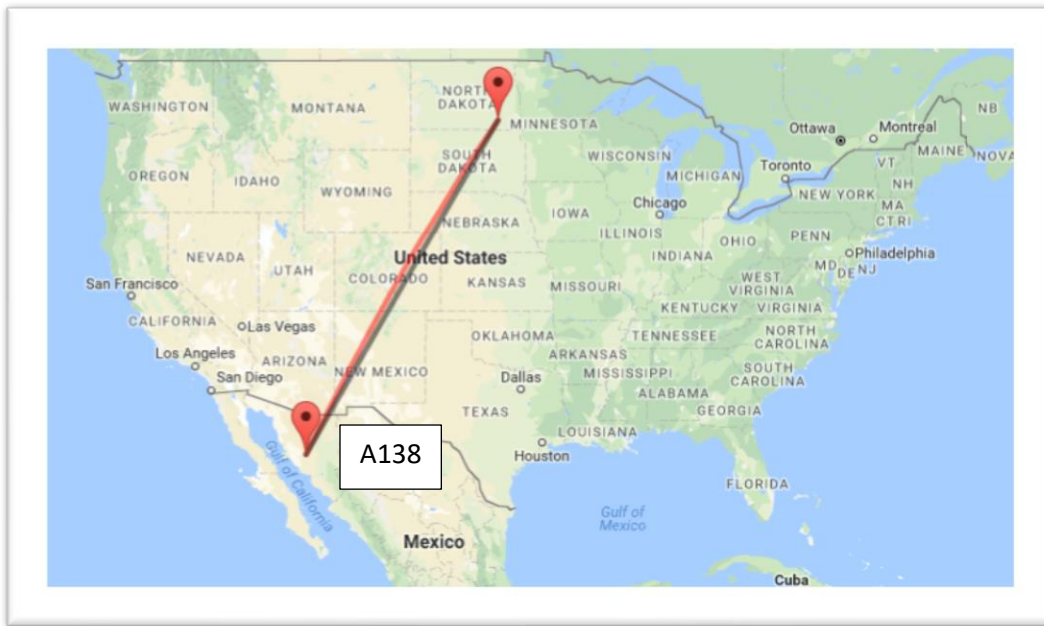 WASHINGTON
MONTANA
NORTH
DAKOTA
MINNESOTA
Ottawa
Montreal
NB
MAINE
NOVA
OREGON
IDAHO
WYOMING
SOUTH
DAKOTA
WISCONSIN
MICHIGAN
Toronto
VT
NH
NEW YORK
MA
CT RI
NEBRASKA
IOWA
Chicago
ILLINOIS
INDIANA
OHIO
PENN
Philadelphia
MD
DE
NJ
NEVADA
UTAH
COLORADO
United States
KANSAS
MISSOURI
WEST
VIRGINIA
KENTUCKY
VIRGINIA
San Francisco
CALIFORNIA
Las Vegas
OKLAHOMA
TENNESSEE
NORTH
CAROLINA
Los Angeles
ARIZONA
NEW MEXICO
ARKANSAS
MISSISSIPPI
SOUTH
CAROLINA
San Diego
Dallas
ALABAMA
TEXAS
GEORGIA
LOUISIANA
Houston
A138
Gulf of California
FLORIDA
Gulf of
Mexico
Mexico
Cuba